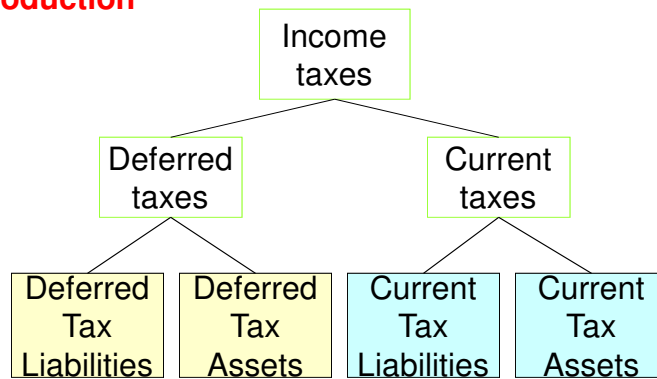 oduction
Income
taxes
Deferred
taxes
Current
taxes
Deferred
Tax
Liabilities
Deferred
Tax
Assets
Current
Tax
Liabilities
Current
Tax
Assets